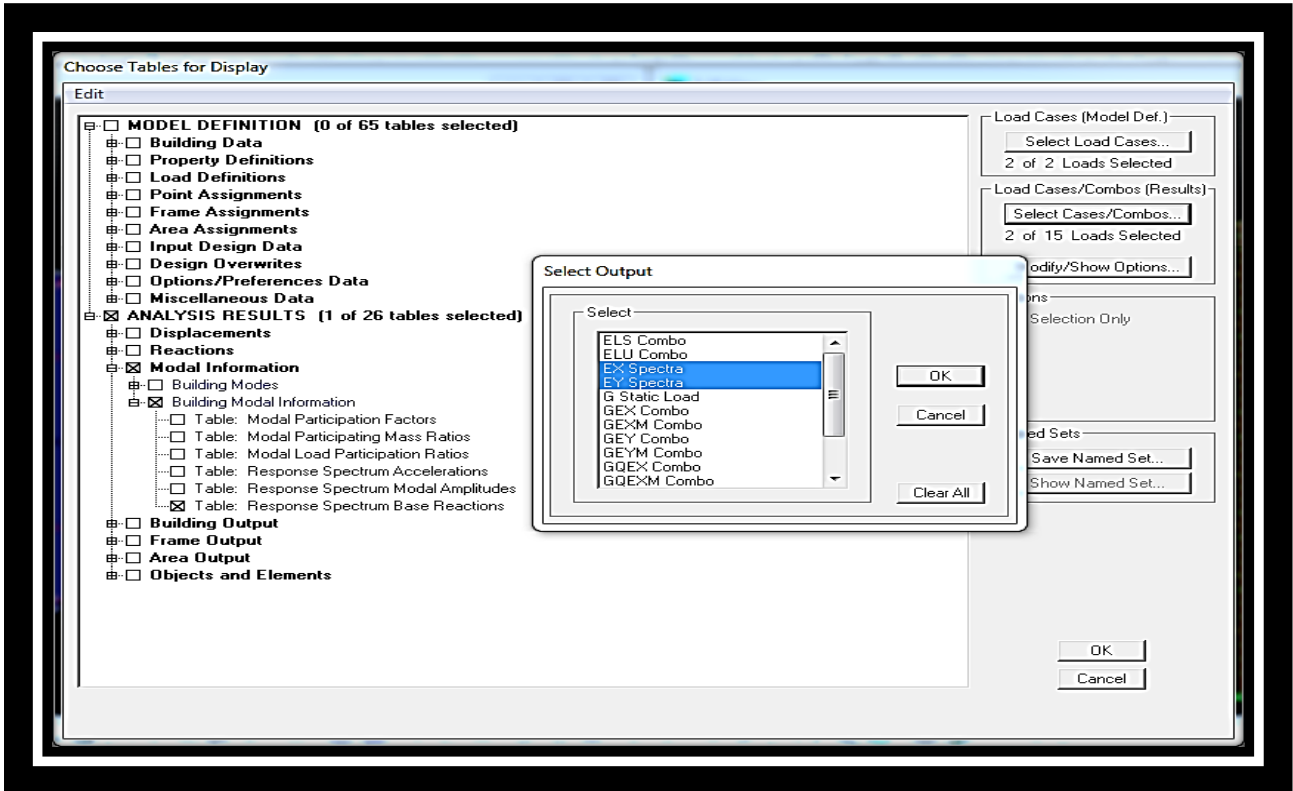 Choose Tables for Display
Edit
MODEL DEFINITION (0 of 65 tables selected)
Building Data
Property Definitions
Load Definitions
Point Assignments
Frame Assignments
Area Assignments
Input Design Data
Design Overwrites
Options/Preferences Data
Miscellaneous Data
ANALYSIS RESULTS (1 of 26 tables selected)
Displacements
Reactions
Modal Information
Building Modes
Building Modal Information
Table: Modal Participation Factors
Table: Modal Participating Mass Ratios
Table: Modal Load Participation Ratios
Table: Response Spectrum Accelerations
Table: Response Spectrum Modal Amplitudes
Table: Response Spectrum Base Reactions
Building Output
Frame Output
Area Output
Objects and Elements
Load Cases (Model Def.)
Select Load Cases...
2 of 2 Loads Selected
Load Cases/Combos (Results)
Select Cases/Combos...
2 of 15 Loads Selected
odify/Show Options...
ons
Selection Only
ed Sets
Save Named Set...
Show Named Set...
OK
Cancel
Select Output
Select
ELS Combo
ELU Combo
EX Spectra
EY Spectra
G Static Load
GEX Combo
GEXM Combo
GEY Combo
GEYM Combo
GQEX Combo
GQEXM Combo
OK
Cancel
Clear All